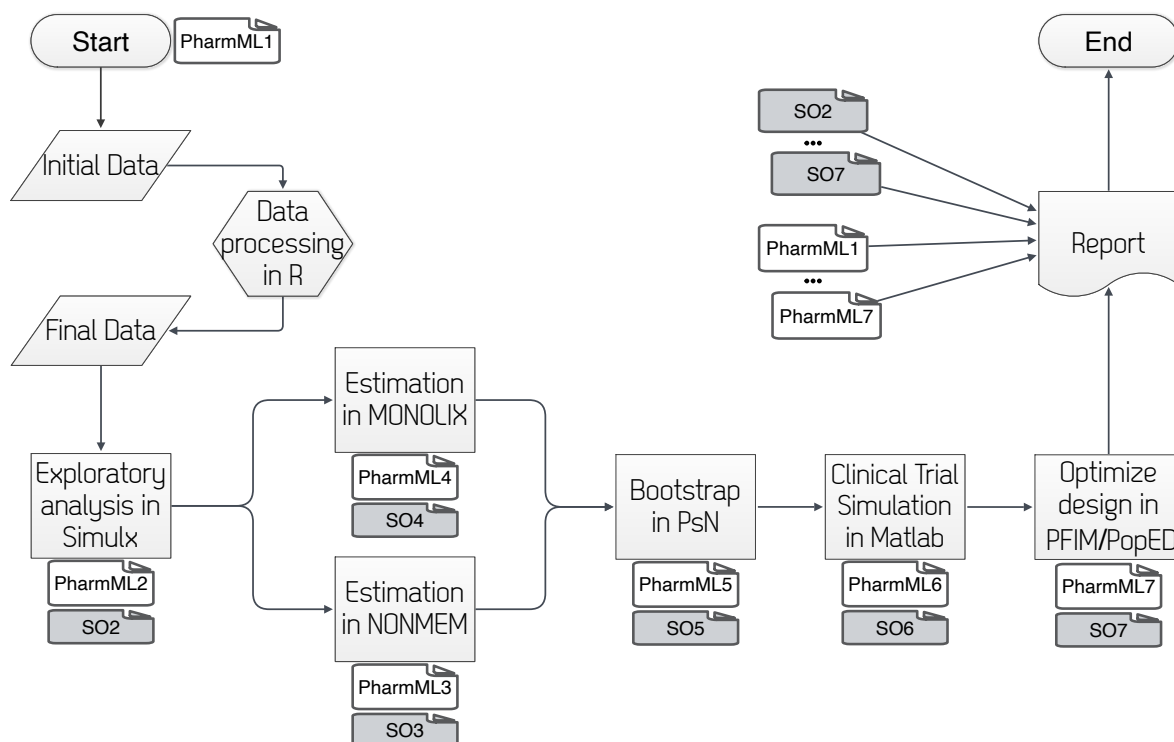 Start
PharmML1
Initial Data
Data
processing
in R
Final Data
Exploratory
analysis in
Simulx
PharmML2
SO2
Estimation
in MONOLIX
PharmML4
SO4
Estimation
in NONMEM
PharmML3
SO3
Bootstrap
in PsN
PharmML5
SO5
Clinical Trial
Simulation
in Matlab
PharmML6
SO6
Optimize
design in
PFIM/PopED
PharmML7
SO7
SO2
...
SO7
PharmML1
...
PharmML7
Report
End